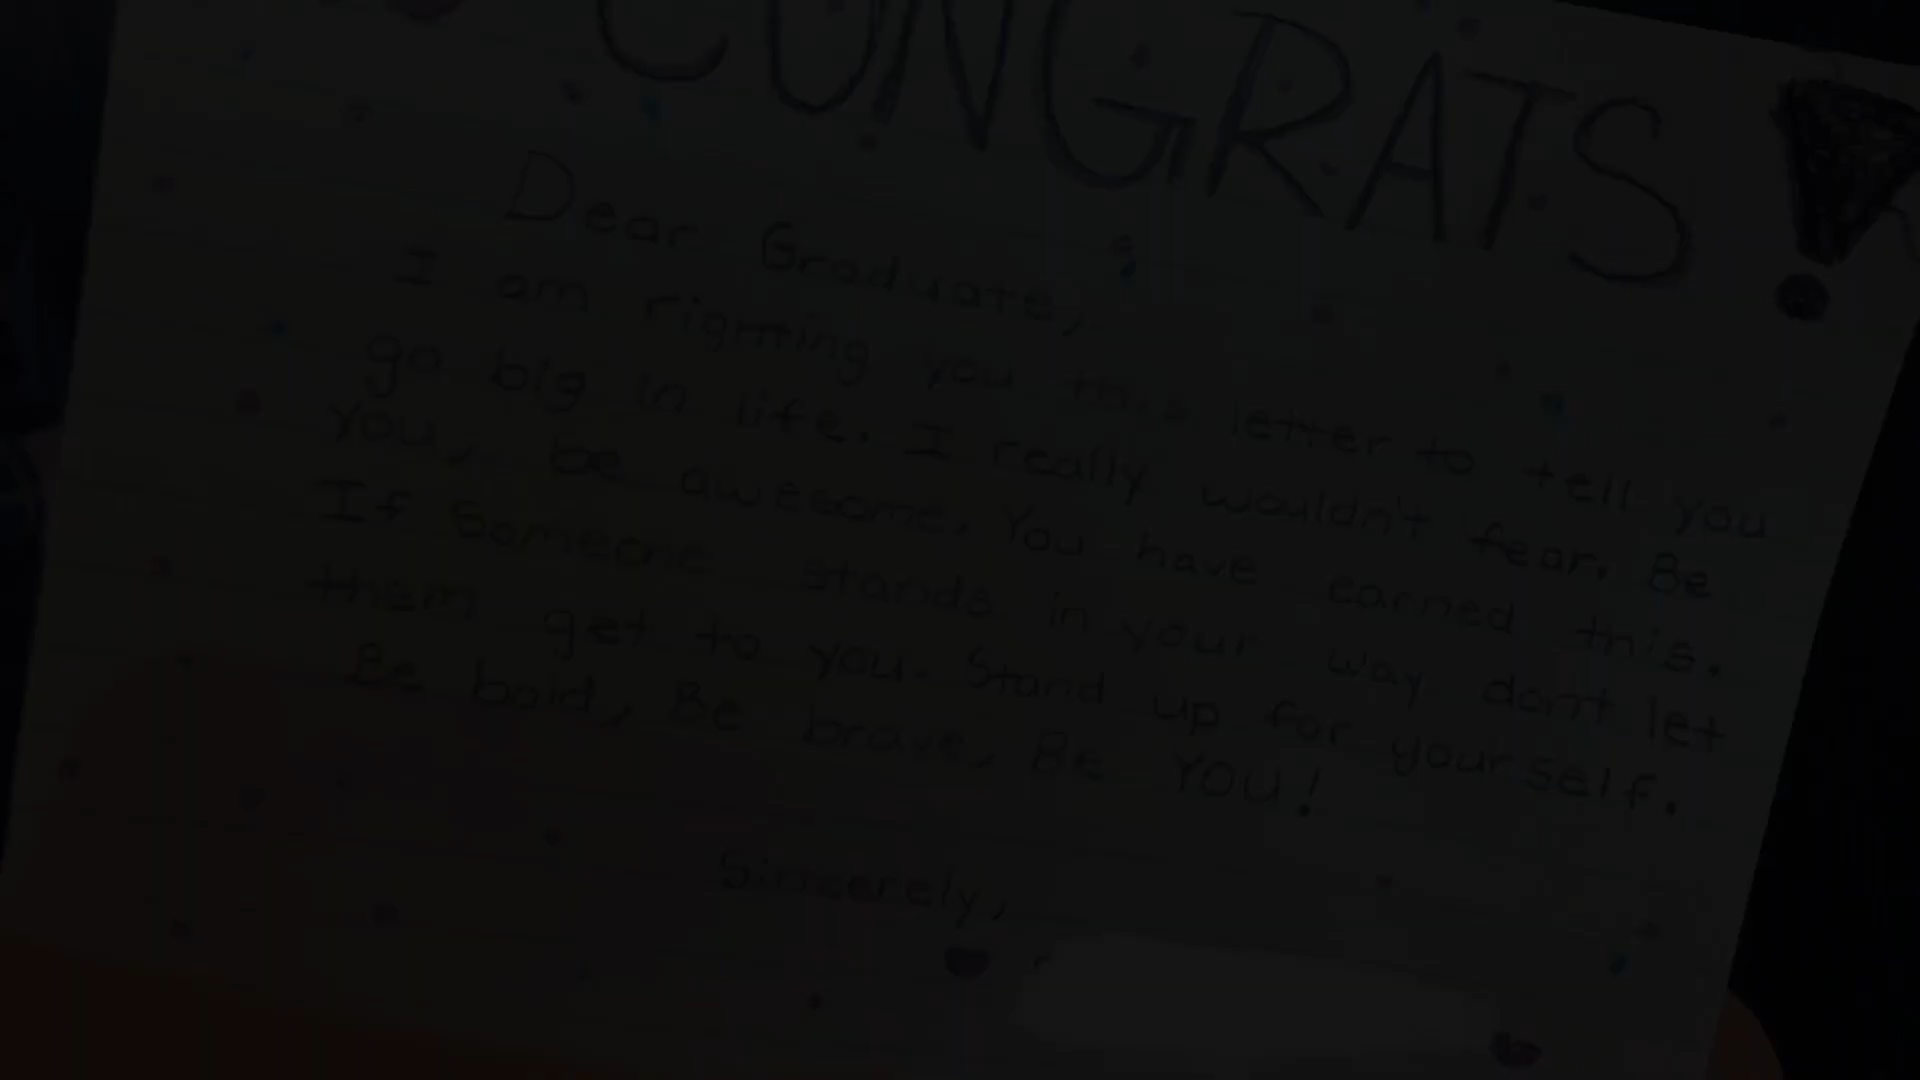 CONGRATS!
Dear Graduate,
I am righting you this letter to tell you
go big in life. I really wouldn't fear. Be
you, be awesome. You have earned this.
If someone stands in your way don't let
them get to you. Stand up for yourself.
Be bold, Be brave, Be YOU!
Sincerely,